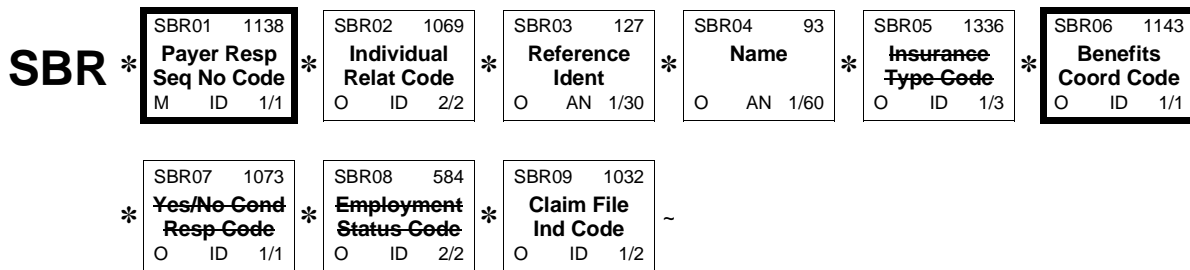 SBR01 1138 SBR02 1069 SBR03 127 SBR04 93 SBR05 1336 SBR06 1143
SBR * Payer Resp Seq No Code * Individual Relat Code * Reference Ident * Name * Insurance Type Code * Benefits Coord Code
M ID 1/1 O ID 2/2 O AN 1/30 O AN 1/60 O ID 1/3 O ID 1/1
SBR07 1073 SBR08 584 SBR09 1032
* Yes/No Cond Resp Code * Employment Status Code * Claim File Ind Code ~
O ID 1/1 O ID 2/2 O ID 1/2